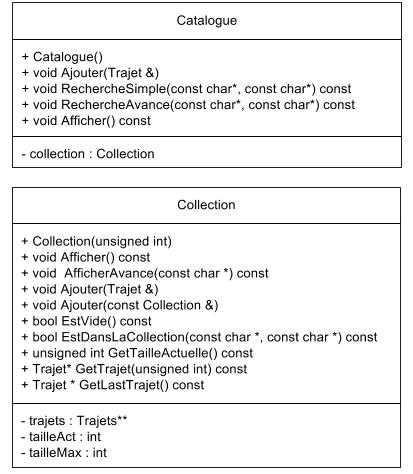 Catalogue
+ Catalogue()
+ void Ajouter(Trajet &)
+ void RechercheSimple(const char*, const char*) const
+ void RechercheAvance(const char*, const char*) const
+ void Afficher() const
- collection : Collection
Collection
+ Collection(unsigned int)
+ void Afficher() const
+ void  AfficherAvance(const char *) const
+ void Ajouter(Trajet &)
+ void Ajouter(const Collection &)
+ bool EstVide() const
+ bool EstDansLaCollection(const char *, const char *) const
+ unsigned int GetTailleActuelle() const
+ Trajet* GetTrajet(unsigned int) const
+ Trajet * GetLastTrajet() const
- trajets : Trajets**
- tailleAct : int
- tailleMax : int